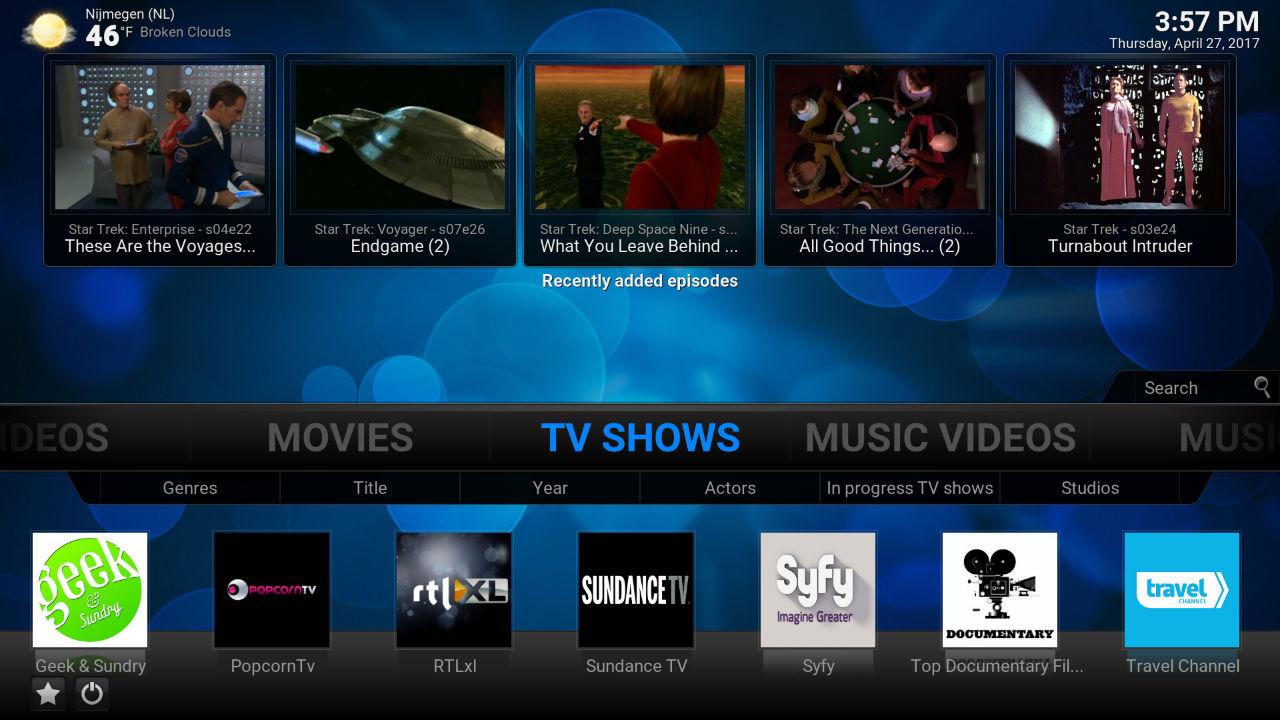 Nijmegen (NL)
46°F Broken Clouds
3:57 PM
Thursday, April 27, 2017
Star Trek: Enterprise - s04e22
These Are the Voyages...
Star Trek: Voyager - s07e26
Endgame (2)
Star Trek: Deep Space Nine - s...
What You Leave Behind ...
Star Trek: The Next Generatio...
All Good Things... (2)
Star Trek - s03e24
Turnabout Intruder
Recently added episodes
Search
IDEOS MOVIES TV SHOWS MUSIC VIDEOS MUSI
Genres Title Year Actors In progress TV shows Studios
geek
&
Sundry
POPCORNTV
rtl XL
SUNDANCE TV
Syfy
Imagine Greater
DOCUMENTARY
travel
CHANNEL
Geek & Sundry PopcornTv RTLxl Sundance TV Syfy Top Documentary Fil... Travel Channel